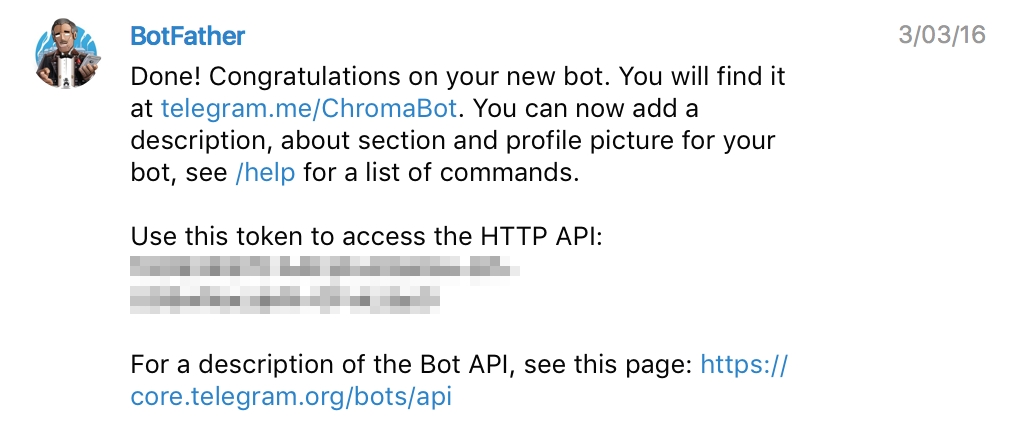 BotFather
3/03/16
Done! Congratulations on your new bot. You will find it
at telegram.me/ChromaBot. You can now add a
description, about section and profile picture for your
bot, see /help for a list of commands.
Use this token to access the HTTP API:
For a description of the Bot API, see this page: https://
core.telegram.org/bots/api